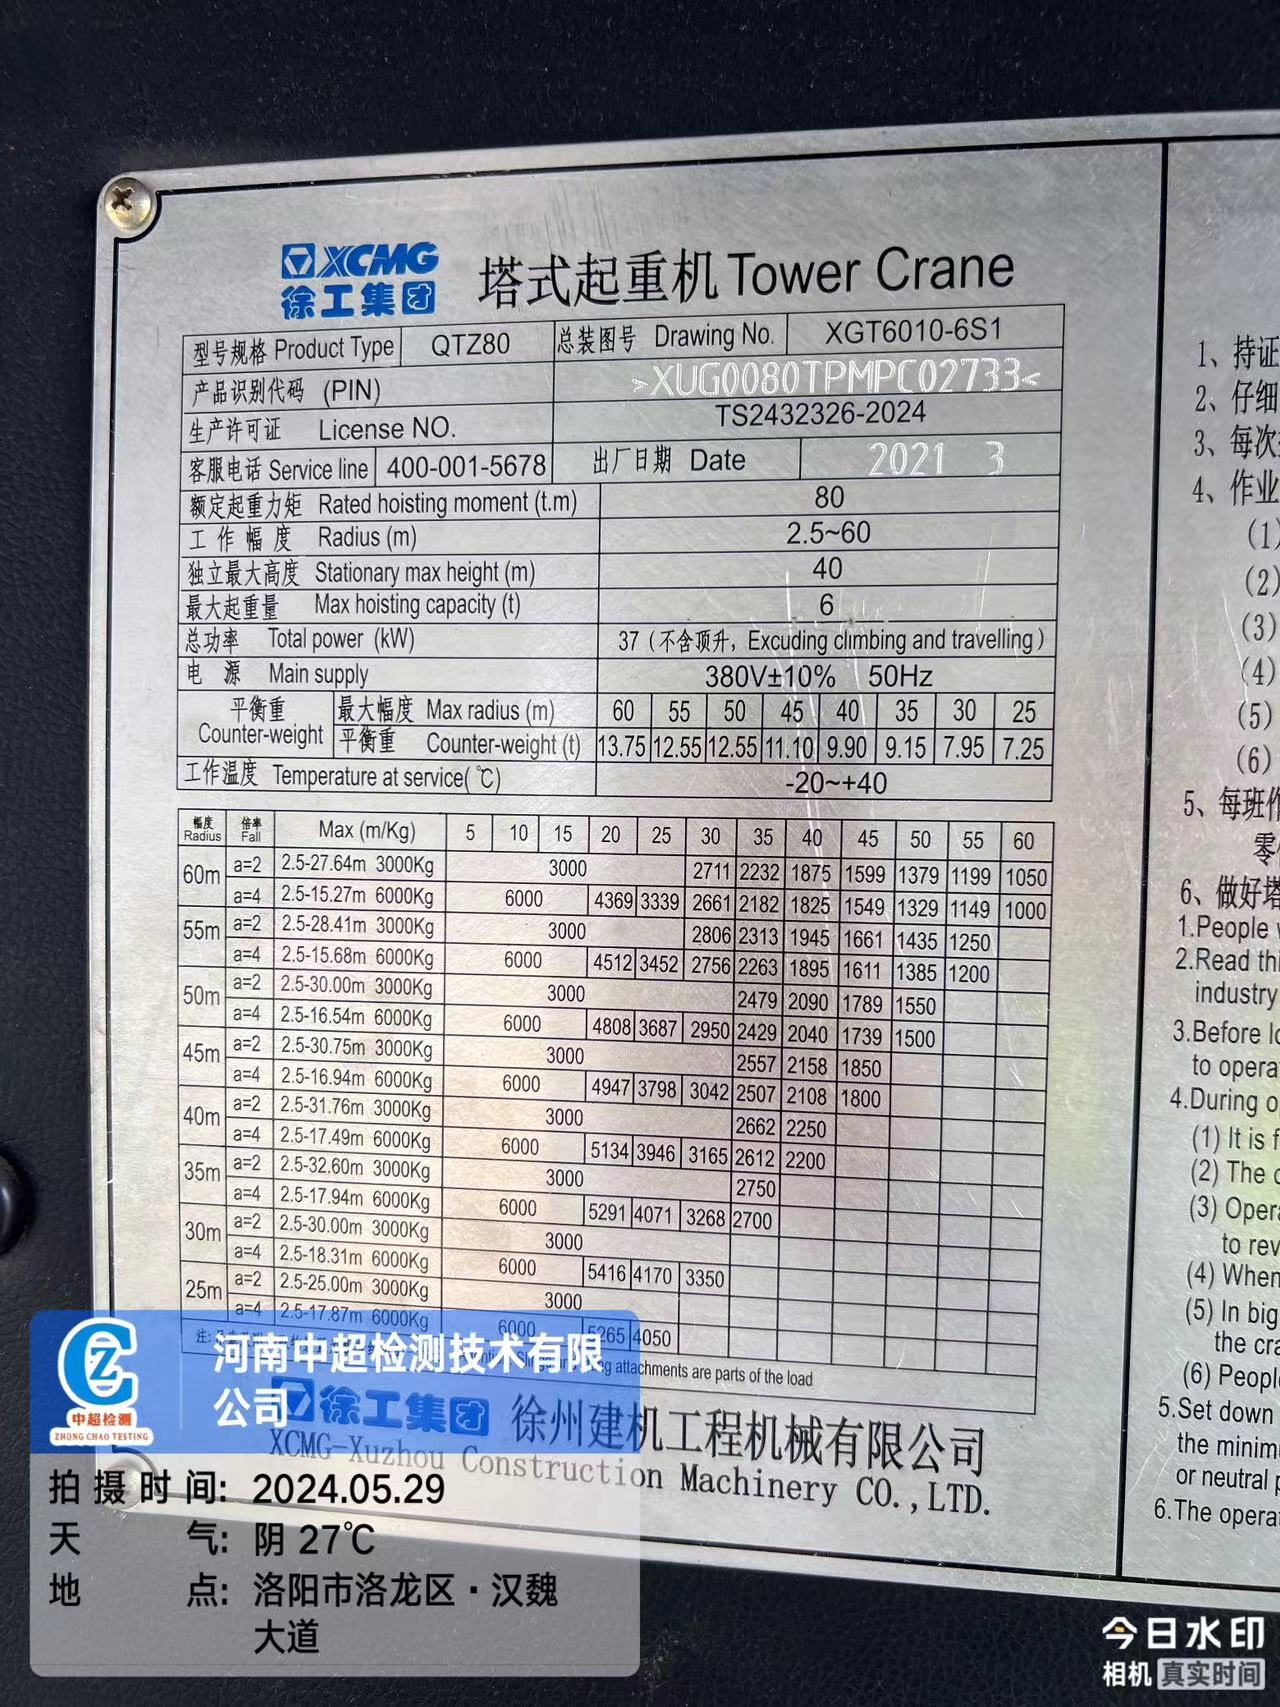 XCMG
徐工集团
塔式起重机 Tower Crane
型号规格 Product Type QTZ80 总装图号 Drawing No. XGT6010-6S1
产品识别代码 (PIN) >XUG0080TPMPC02733<
生产许可证 License NO. TS2432326-2024
客服电话 Service line 400-001-5678 出厂日期 Date 2021 3
额定起重力矩 Rated hoisting moment (t.m) 80
工作幅度 Radius (m) 2.5~60
独立最大高度 Stationary max height (m) 40
最大起重量 Max hoisting capacity (t) 6
总功率 Total power (kW) 37（不含顶升, Excuding climbing and travelling）
电源 Main supply 380V±10% 50Hz
平衡重 Counter-weight 最大幅度 Max radius (m) 60 55 50 45 40 35 30 25
平衡重 Counter-weight (t) 13.75 12.55 12.55 11.10 9.90 9.15 7.95 7.25
工作温度 Temperature at service(℃) -20~+40
幅度 Radius 倍率 Fall Max (m/Kg) 5 10 15 20 25 30 35 40 45 50 55 60
60m a=2 2.5-27.64m 3000Kg 3000 2711 2232 1875 1599 1379 1199 1050
a=4 2.5-15.27m 6000Kg 6000 4369 3339 2661 2182 1825 1549 1329 1149 1000
55m a=2 2.5-28.41m 3000Kg 3000 2806 2313 1945 1661 1435 1250
a=4 2.5-15.68m 6000Kg 6000 4512 3452 2756 2263 1895 1611 1385 1200
50m a=2 2.5-30.00m 3000Kg 3000 2479 2090 1789 1550
a=4 2.5-16.54m 6000Kg 6000 4808 3687 2950 2429 2040 1739 1500
45m a=2 2.5-30.75m 3000Kg 3000 2557 2158 1850
a=4 2.5-16.94m 6000Kg 6000 4947 3798 3042 2507 2108 1800
40m a=2 2.5-31.76m 3000Kg 3000 2662 2250
a=4 2.5-17.49m 6000Kg 6000 5134 3946 3165 2612 2200
35m a=2 2.5-32.60m 3000Kg 3000 2750
a=4 2.5-17.94m 6000Kg 6000 5291 4071 3268 2700
30m a=2 2.5-30.00m 3000Kg 3000
a=4 2.5-18.31m 6000Kg 6000 5416 4170 3350
25m a=2 2.5-25.00m 3000Kg 3000
a=4 2.5-17.87m 6000Kg 6000 5265 4050
注: attachments are parts of the load
徐工集团 徐州建机工程机械有限公司
XCMG-Xuzhou Construction Machinery CO.,LTD.
1、持证
2、仔细
3、每次
4、作业
(1)
(2)
(3)
(4)
(5)
(6)
5、每班作
6、做好塔
1.People
2.Read thi
industry
3.Before
to opera
4.During
(1) It is
(2) The
(3) Opera
to rev
(4) When
(5) In big
the cra
(6) Peopl
5.Set down
the minim
or neutral
6.The opera
中超检测
ZHONG CHAO TESTING
河南中超检测技术有限
公司
拍摄时间: 2024.05.29
天气: 阴 27℃
地点: 洛阳市洛龙区·汉魏
大道
今日水印
相机 真实时间